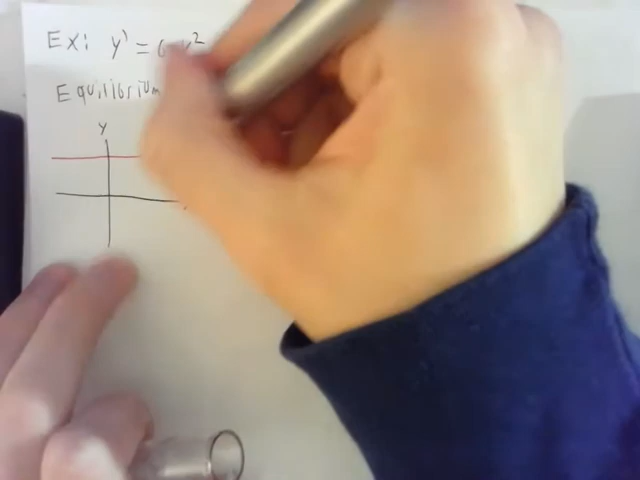 Ex: y' =
Equilibrium
y